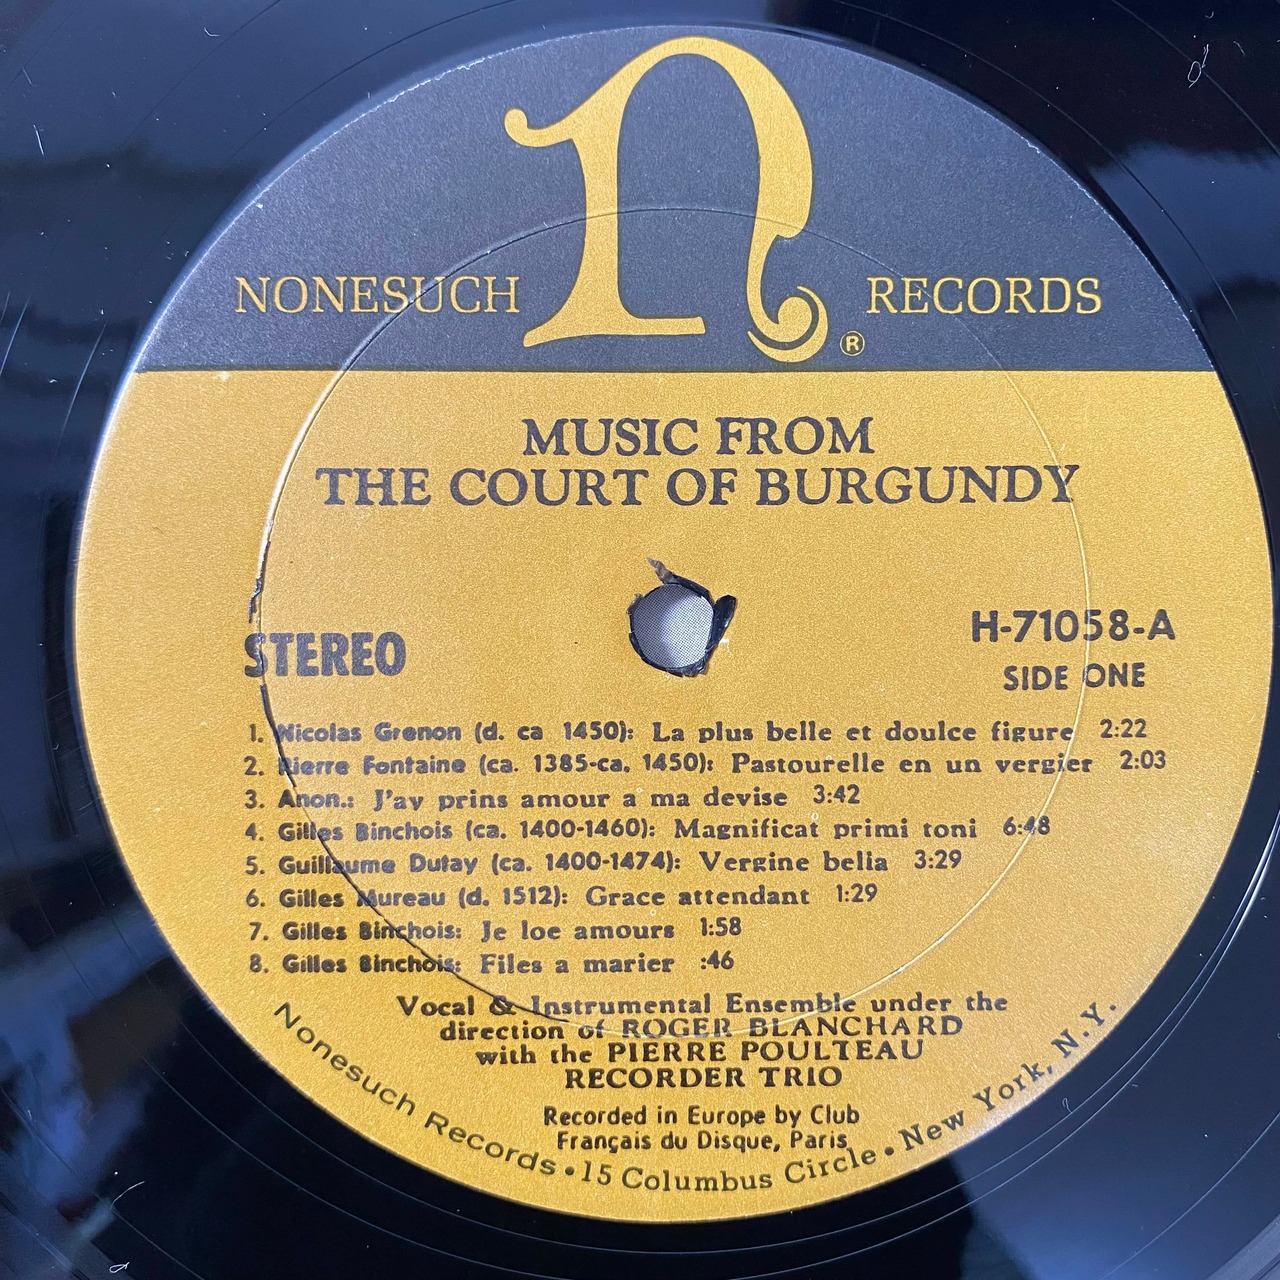 n
NONESUCH RECORDS
®
MUSIC FROM
THE COURT OF BURGUNDY
STEREO
H-71058-A
SIDE ONE
1. Nicolas Grenon (d. ca 1450): La plus belle et doulce figure 2:22
2. Pierre Fontaine (ca. 1385-ca. 1450): Pastourelle en un vergier 2:03
3. Anon.: J'ay prins amour a ma devise 3:42
4. Gilles Binchois (ca. 1400-1460): Magnificat primi toni 6:48
5. Guillaume Dufay (ca. 1400-1474): Vergine bella 3:29
6. Gilles Mureau (d. 1512): Grace attendant 1:29
7. Gilles Binchois: Je loe amours 1:58
8. Gilles Binchois: Files a marier :46
Vocal & Instrumental Ensemble under the
direction of ROGER BLANCHARD
with the PIERRE POULTEAU
RECORDER TRIO
Recorded in Europe by Club
Français du Disque, Paris
Nonesuch Records • 15 Columbus Circle • New York, N.Y.